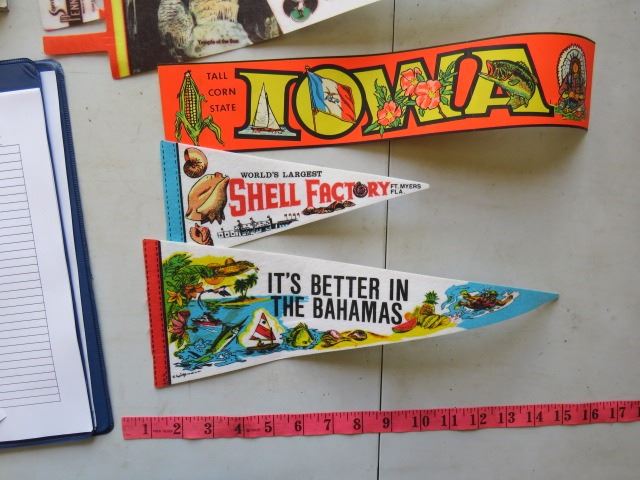 TALL
CORN
STATE
IOWA
WORLD'S LARGEST
SHELL FACTORY
FT. MYERS
FLA.
IT'S BETTER IN
THE BAHAMAS
1 2 3 4 5 6 7 8 9 10 11 12 13 14 15 16 17